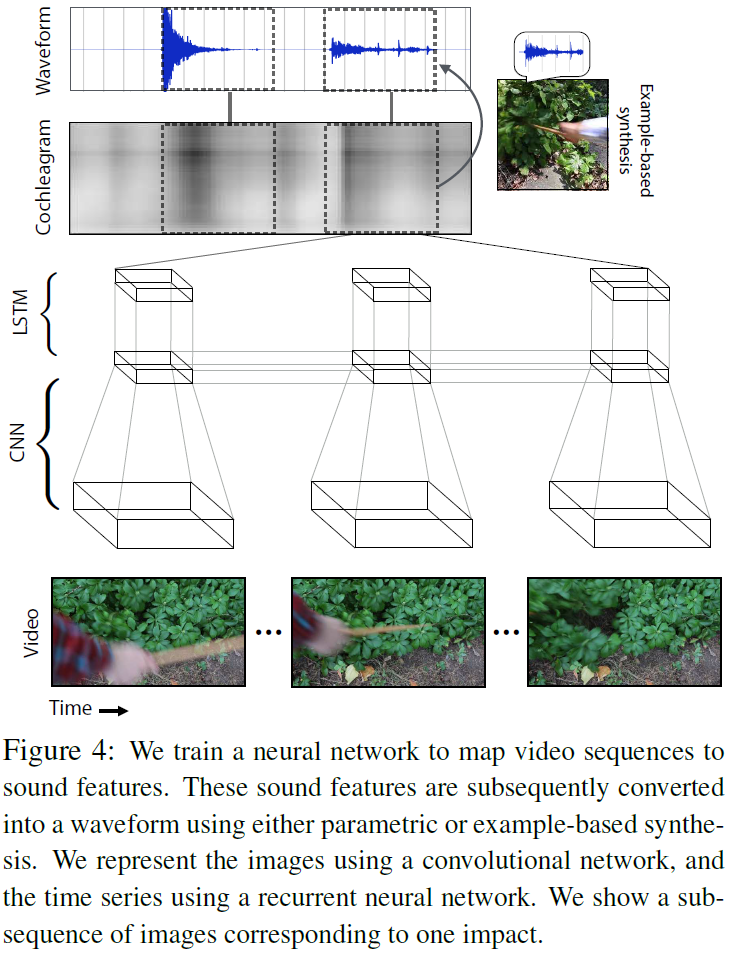 Waveform
Example-based
synthesis
Cochleagram
LSTM
CNN
Video
Time
Figure 4: We train a neural network to map video sequences to
sound features. These sound features are subsequently converted
into a waveform using either parametric or example-based synthe-
sis. We represent the images using a convolutional network, and
the time series using a recurrent neural network. We show a sub-
sequence of images corresponding to one impact.